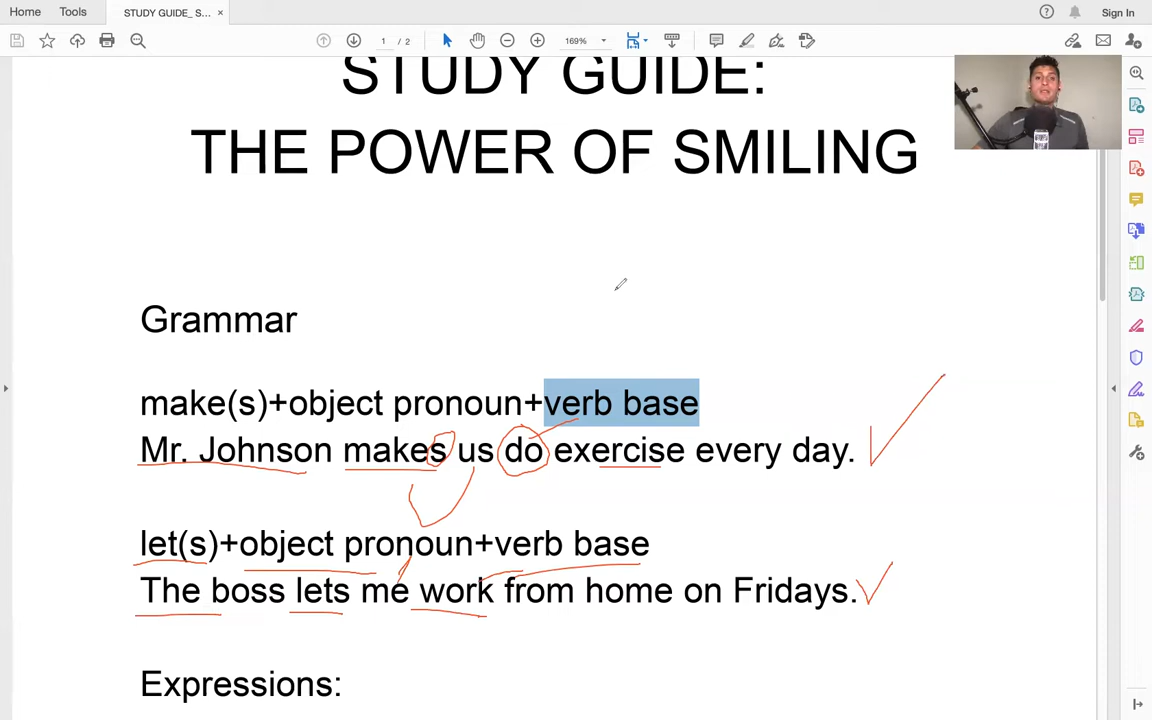 Home Tools STUDY GUIDE_ S... × Sign In
1 / 2 169%
STUDY GUIDE:
THE POWER OF SMILING
Grammar
make(s)+object pronoun+verb base
Mr. Johnson makes us do exercise every day.
let(s)+object pronoun+verb base
The boss lets me work from home on Fridays.
Expressions: